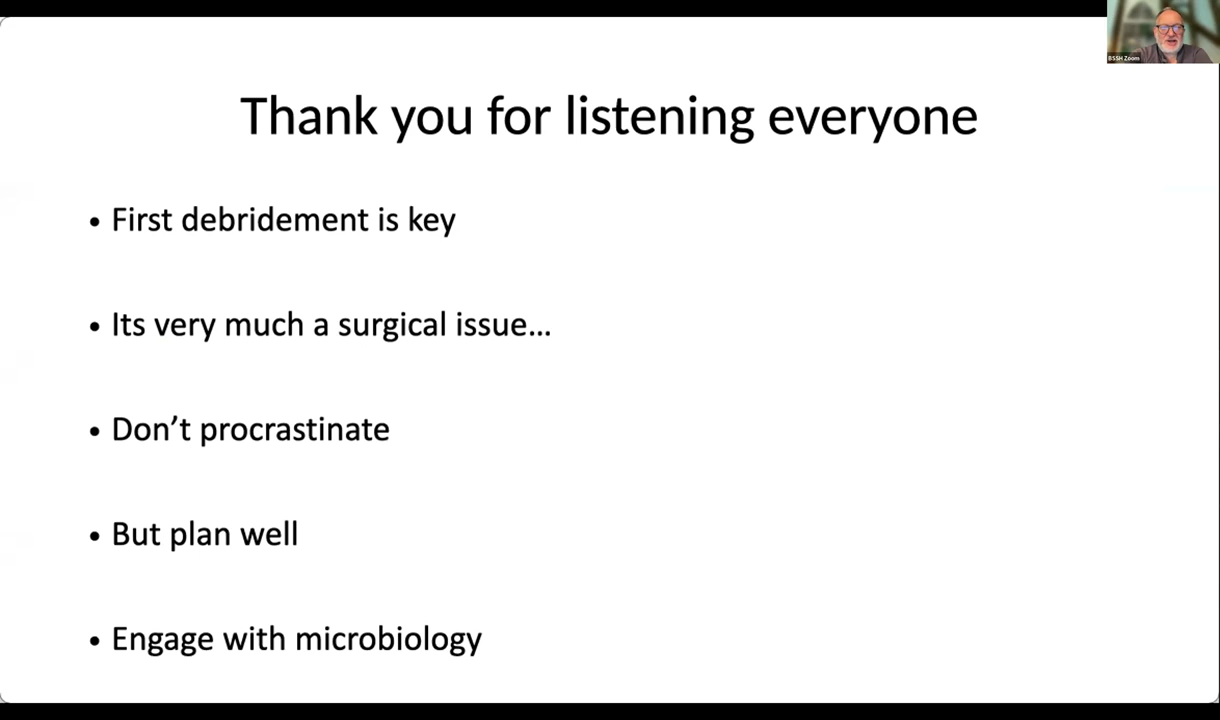 BSSH Zoom
Thank you for listening everyone
• First debridement is key
• Its very much a surgical issue...
• Don’t procrastinate
• But plan well
• Engage with microbiology